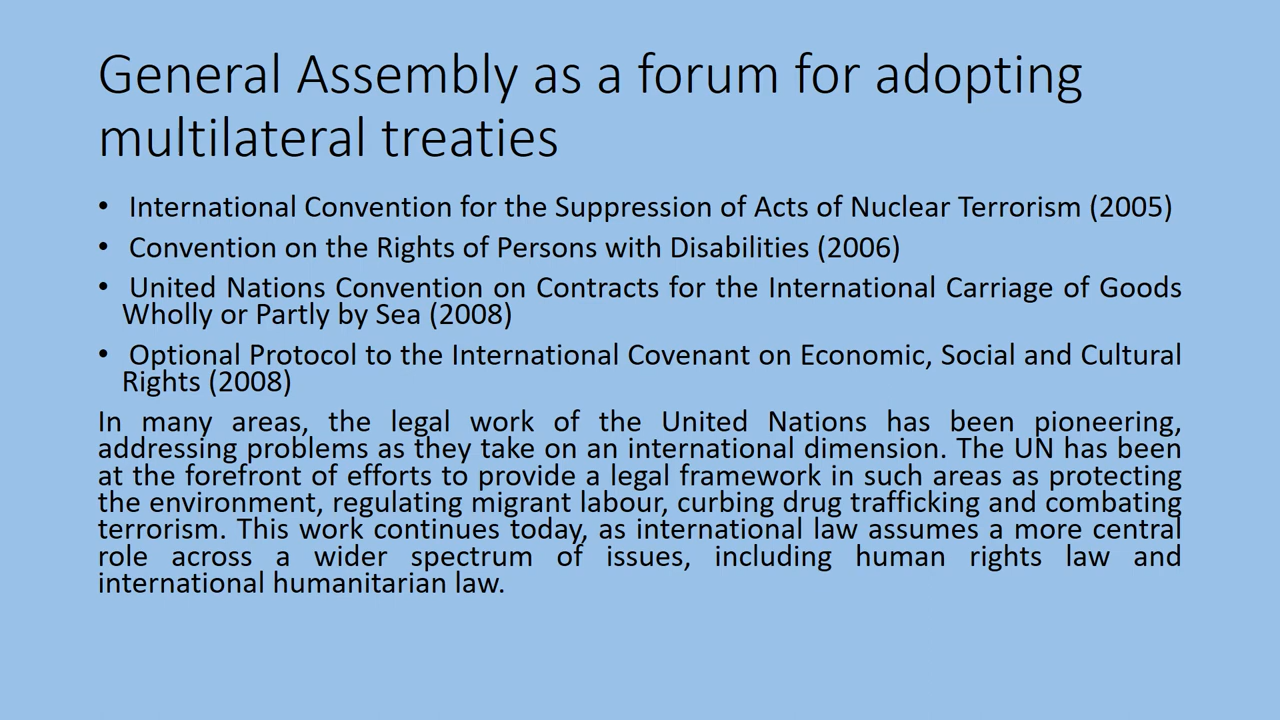 General Assembly as a forum for adopting
multilateral treaties
• International Convention for the Suppression of Acts of Nuclear Terrorism (2005)
• Convention on the Rights of Persons with Disabilities (2006)
• United Nations Convention on Contracts for the International Carriage of Goods
Wholly or Partly by Sea (2008)
• Optional Protocol to the International Covenant on Economic, Social and Cultural
Rights (2008)
In many areas, the legal work of the United Nations has been pioneering,
addressing problems as they take on an international dimension. The UN has been
at the forefront of efforts to provide a legal framework in such areas as protecting
the environment, regulating migrant labour, curbing drug trafficking and combating
terrorism. This work continues today, as international law assumes a more central
role across a wider spectrum of issues, including human rights law and
international humanitarian law.